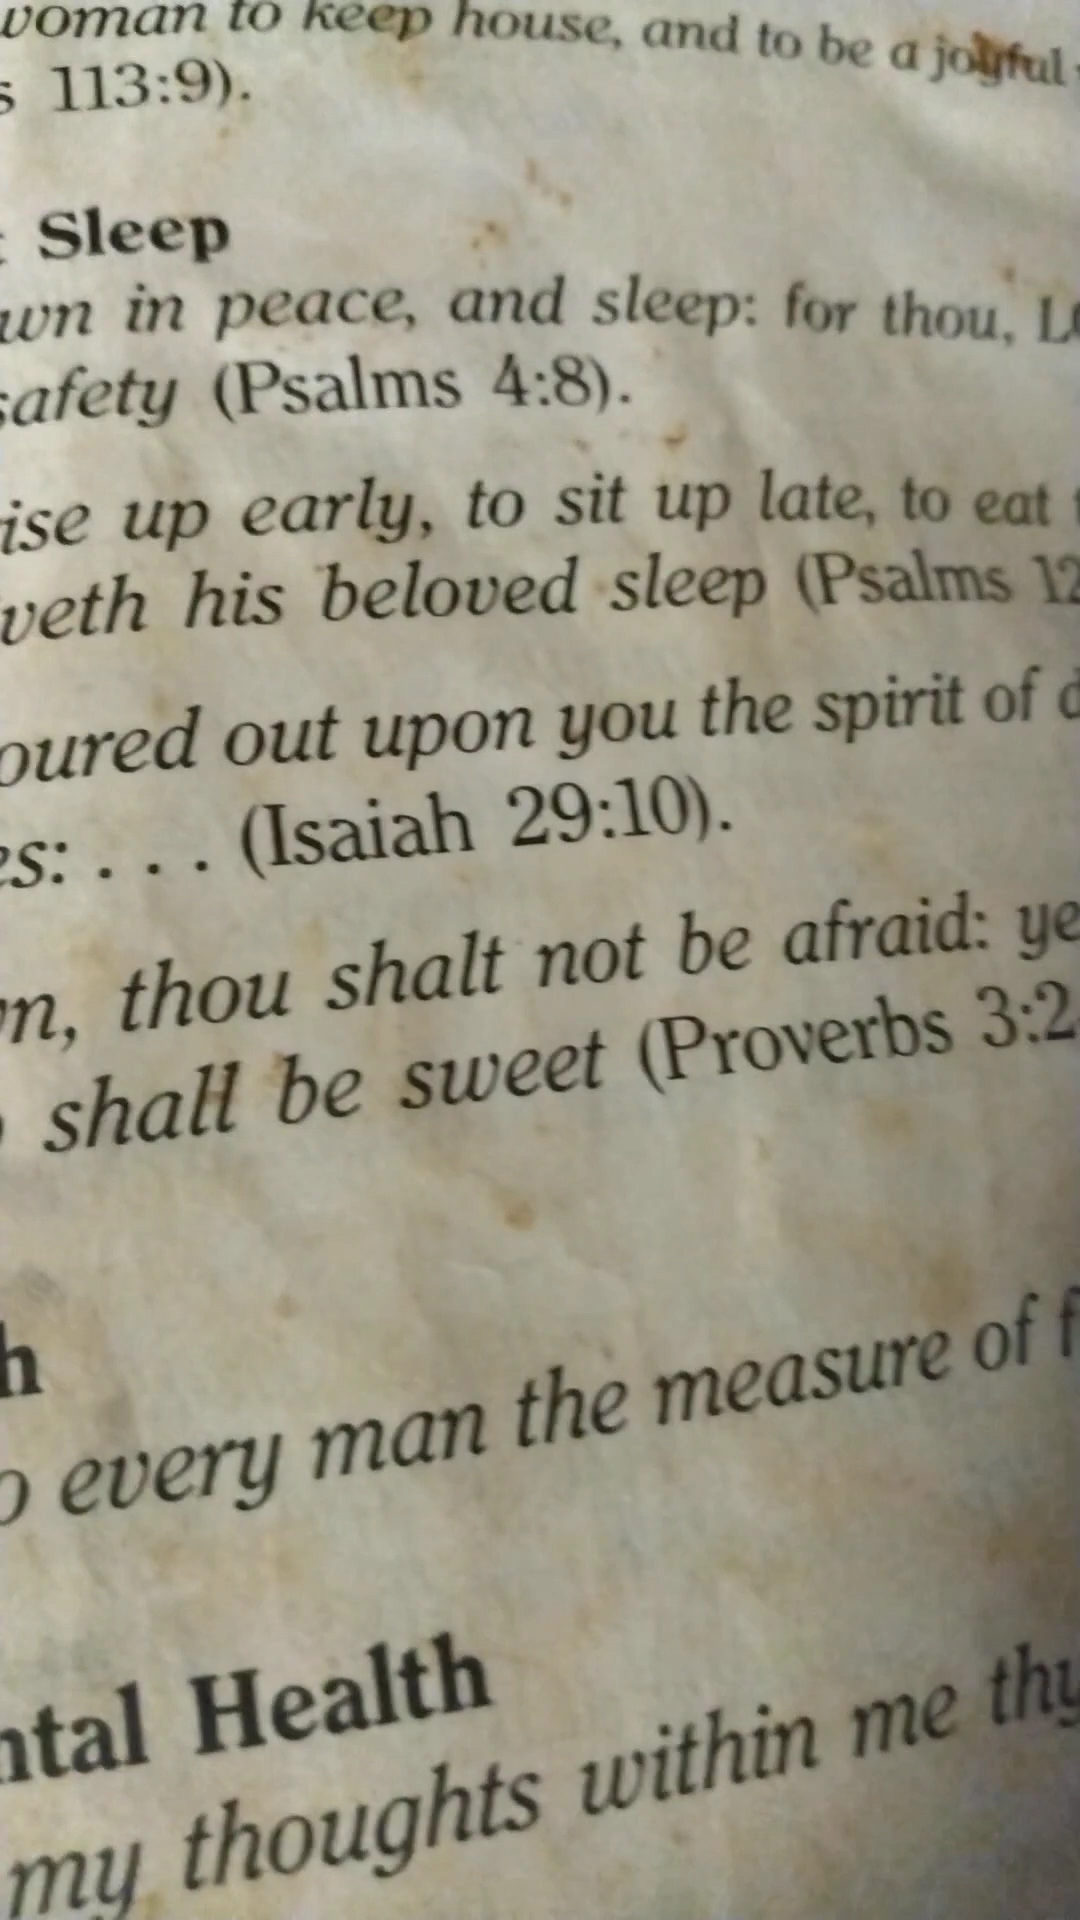 woman to keep house, and to be a joyful
s 113:9).
Sleep
wn in peace, and sleep: for thou, LO
safety (Psalms 4:8).
ise up early, to sit up late, to eat
veth his beloved sleep (Psalms 12
oured out upon you the spirit of d
es: . . . (Isaiah 29:10).
n, thou shalt not be afraid: ye
shall be sweet (Proverbs 3:2
h
o every man the measure of f
ntal Health
my thoughts within me thy